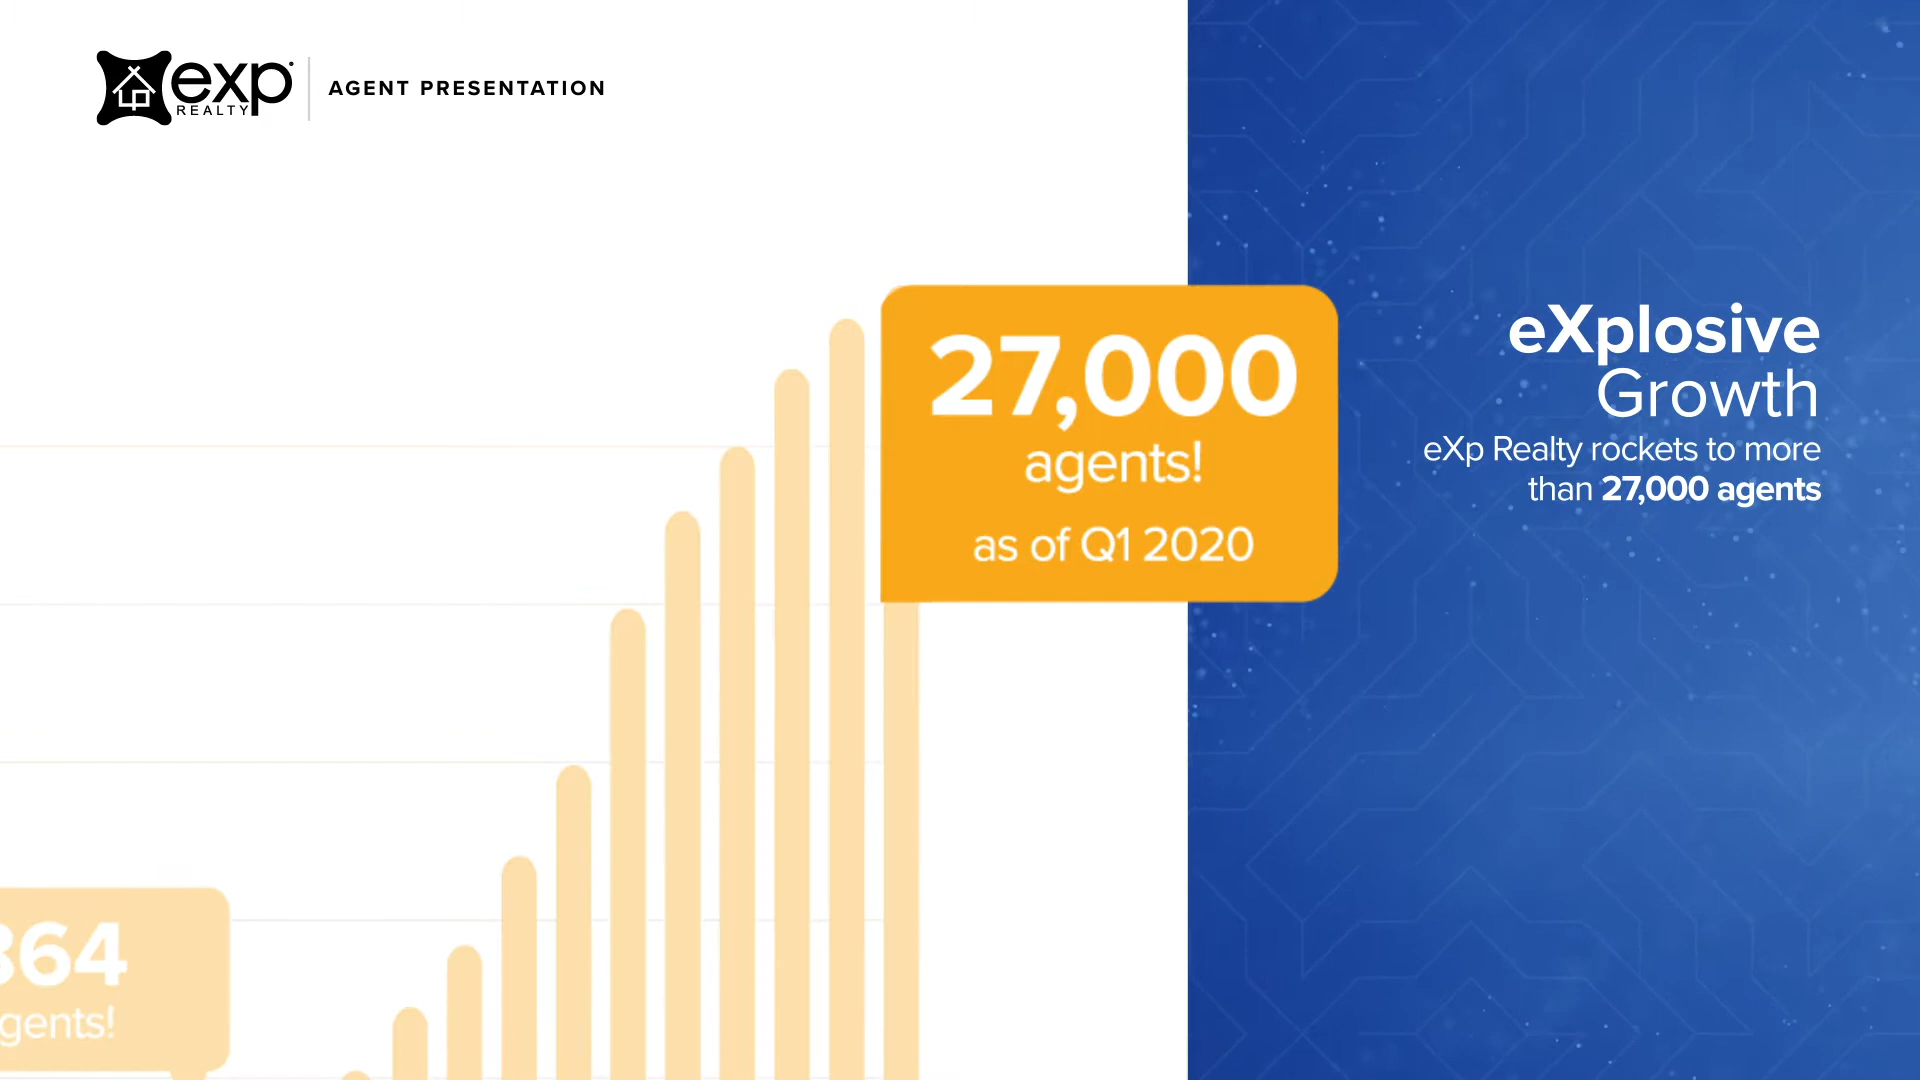 exp
REALTY
AGENT PRESENTATION
27,000
agents!
as of Q1 2020
eXplosive
Growth
eXp Realty rockets to more
than 27,000 agents
364
gents!